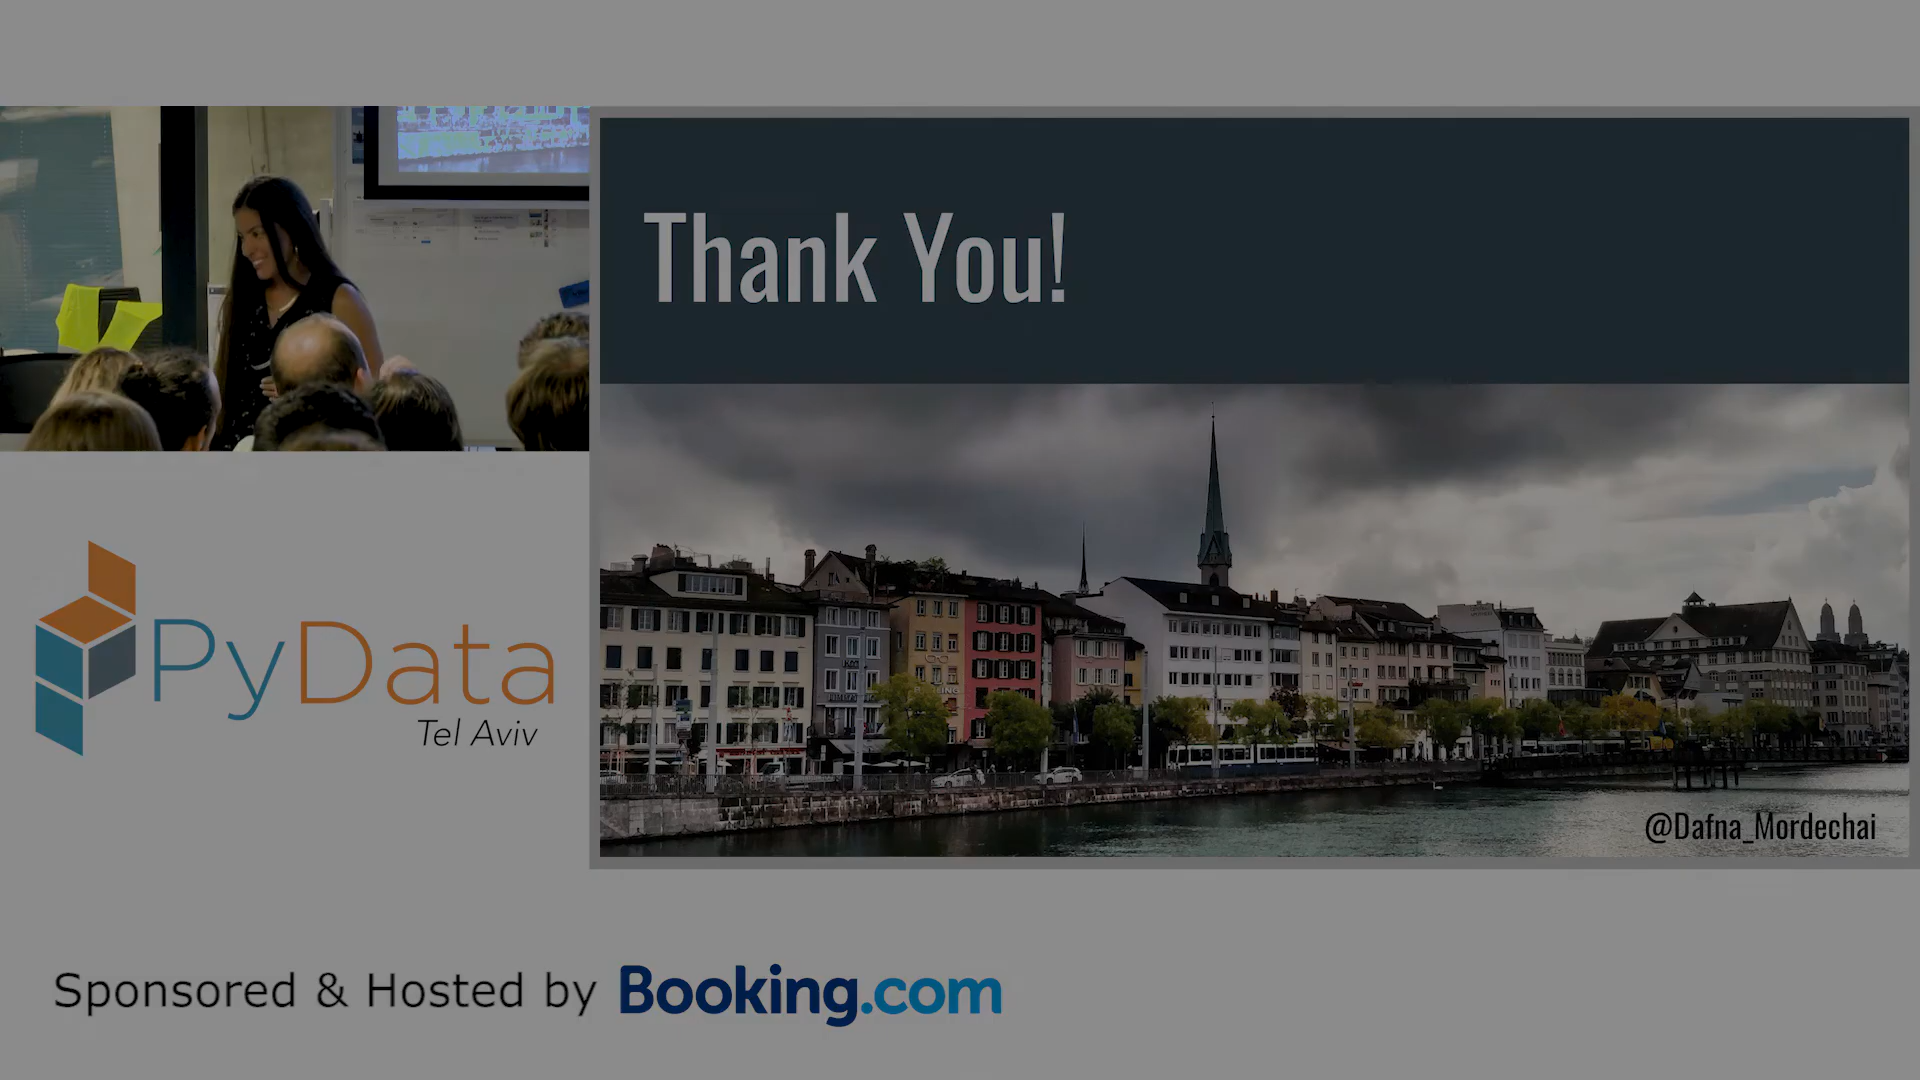 Thank You!
@Dafna_Mordechai
PyData
Tel Aviv
Sponsored & Hosted by Booking.com